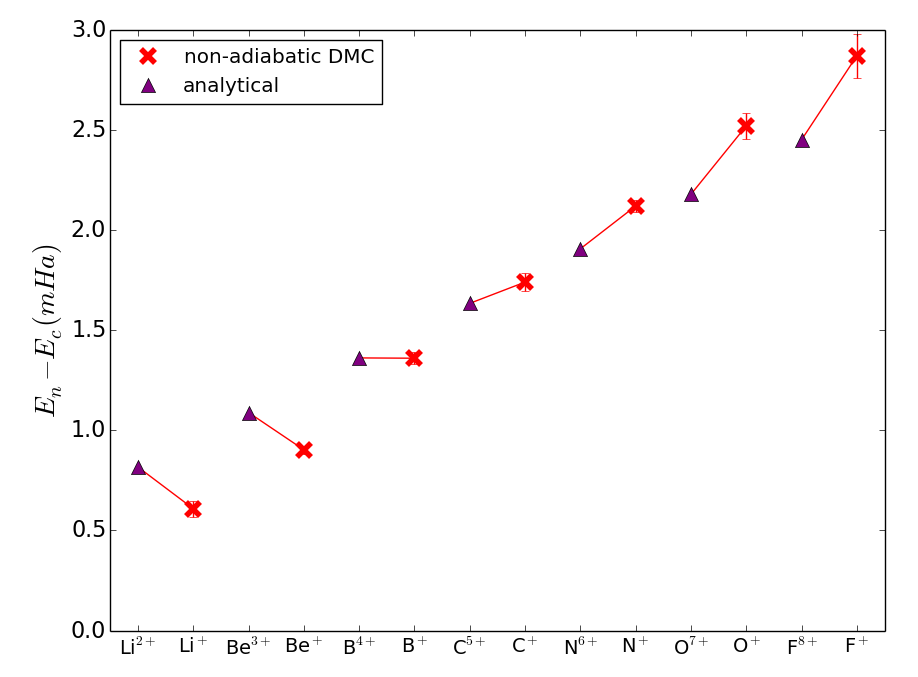 3.0
non-adiabatic DMC
analytical
2.5
2.0
E_n − E_c (mHa)
1.5
1.0
0.5
0.0
Li²⁺ Li⁺ Be³⁺ Be⁺ B⁴⁺ B⁺ C⁵⁺ C⁺ N⁶⁺ N⁺ O⁷⁺ O⁺ F⁸⁺ F⁺